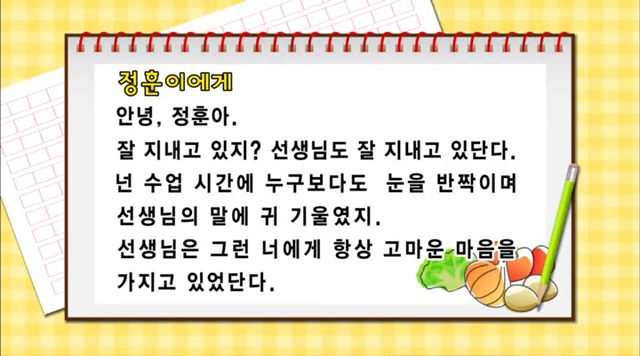 정훈이에게
안녕, 정훈아.
잘 지내고 있지? 선생님도 잘 지내고 있단다.
넌 수업 시간에 누구보다도 눈을 반짝이며
선생님의 말에 귀 기울였지.
선생님은 그런 너에게 항상 고마운 마음을
가지고 있었단다.